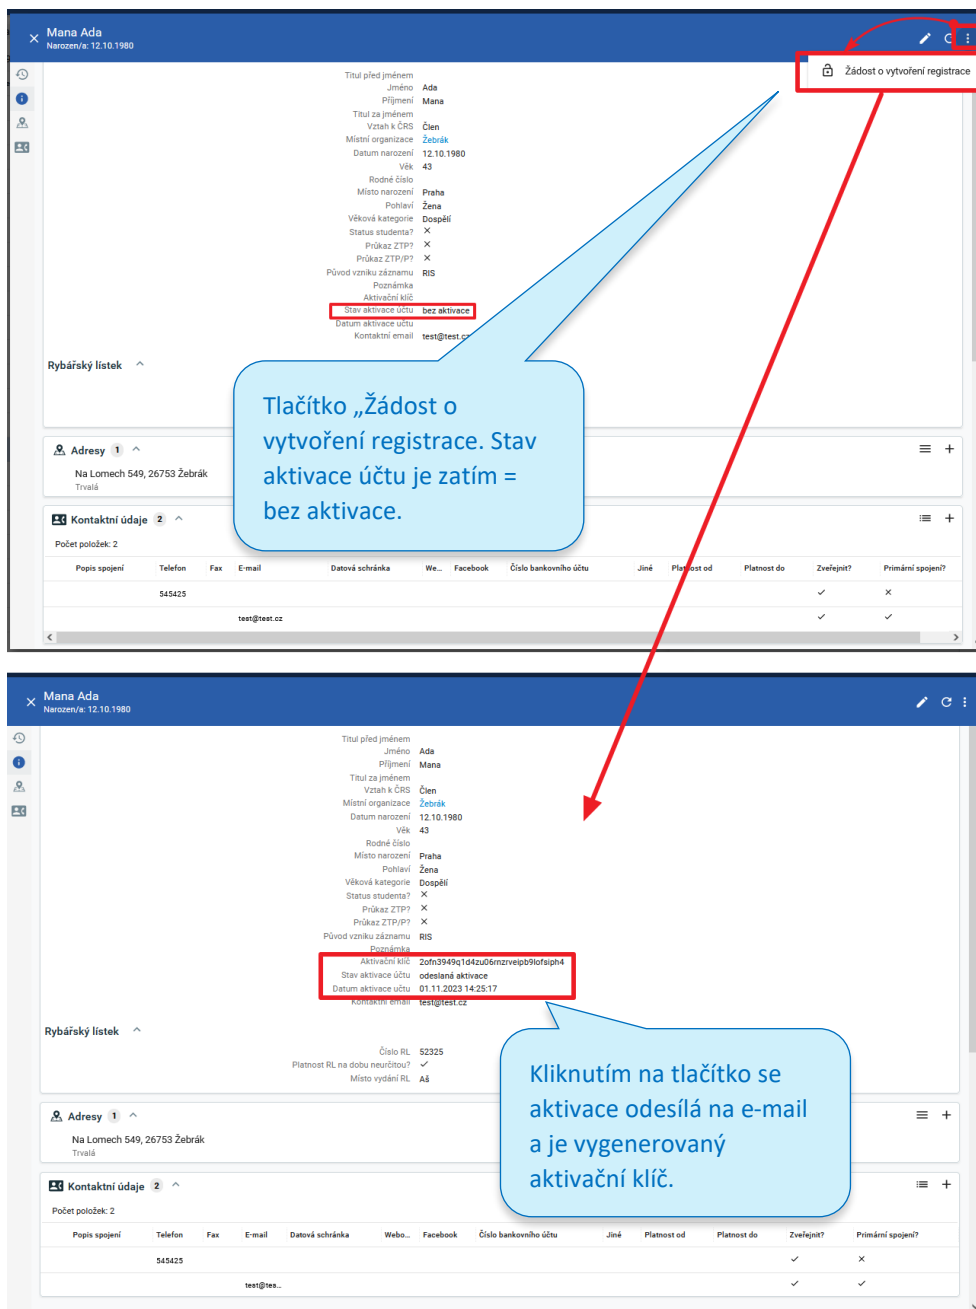 Mana Ada
Narozen/a: 12.10.1980
Žádost o vytvoření registrace
Titul před jménem
Jméno Ada
Příjmení Mana
Titul za jménem
Vztah k ČRS Člen
Místní organizace Žebrák
Datum narození 12.10.1980
Věk 43
Rodné číslo
Místo narození Praha
Pohlaví Žena
Věková kategorie Dospělí
Status studenta?
Průkaz ZTP?
Průkaz ZTP/P?
Původ vzniku záznamu RIS
Poznámka
Aktivační klíč
Stav aktivace účtu bez aktivace
Datum aktivace účtu
Kontaktní email test@test.cz
Rybářský lístek
Tlačítko „Žádost o
vytvoření registrace. Stav
aktivace účtu je zatím =
bez aktivace.
Adresy 1
Na Lomech 549, 26753 Žebrák
Trvalá
Kontaktní údaje 2
Počet položek: 2
Popis spojení Telefon Fax E-mail Datová schránka We... Facebook Číslo bankovního účtu Jiné Platnost od Platnost do Zveřejnit? Primární spojení?
545425
test@test.cz
Mana Ada
Narozen/a: 12.10.1980
Titul před jménem
Jméno Ada
Příjmení Mana
Titul za jménem
Vztah k ČRS Člen
Místní organizace Žebrák
Datum narození 12.10.1980
Věk 43
Rodné číslo
Místo narození Praha
Pohlaví Žena
Věková kategorie Dospělí
Status studenta?
Průkaz ZTP?
Průkaz ZTP/P?
Původ vzniku záznamu RIS
Poznámka
Aktivační klíč 2ofn3949q1d4zu06rnzrveipb9lofsiph4
Stav aktivace účtu odeslaná aktivace
Datum aktivace účtu 01.11.2023 14:25:17
Kontaktní email test@test.cz
Rybářský lístek
Číslo RL 52325
Platnost RL na dobu neurčitou?
Místo vydání RL Aš
Kliknutím na tlačítko se
aktivace odesílá na e-mail
a je vygenerovaný
aktivační klíč.
Adresy 1
Na Lomech 549, 26753 Žebrák
Trvalá
Kontaktní údaje 2
Počet položek: 2
Popis spojení Telefon Fax E-mail Datová schránka Webo... Facebook Číslo bankovního účtu Jiné Platnost od Platnost do Zveřejnit? Primární spojení?
545425
test@tes...